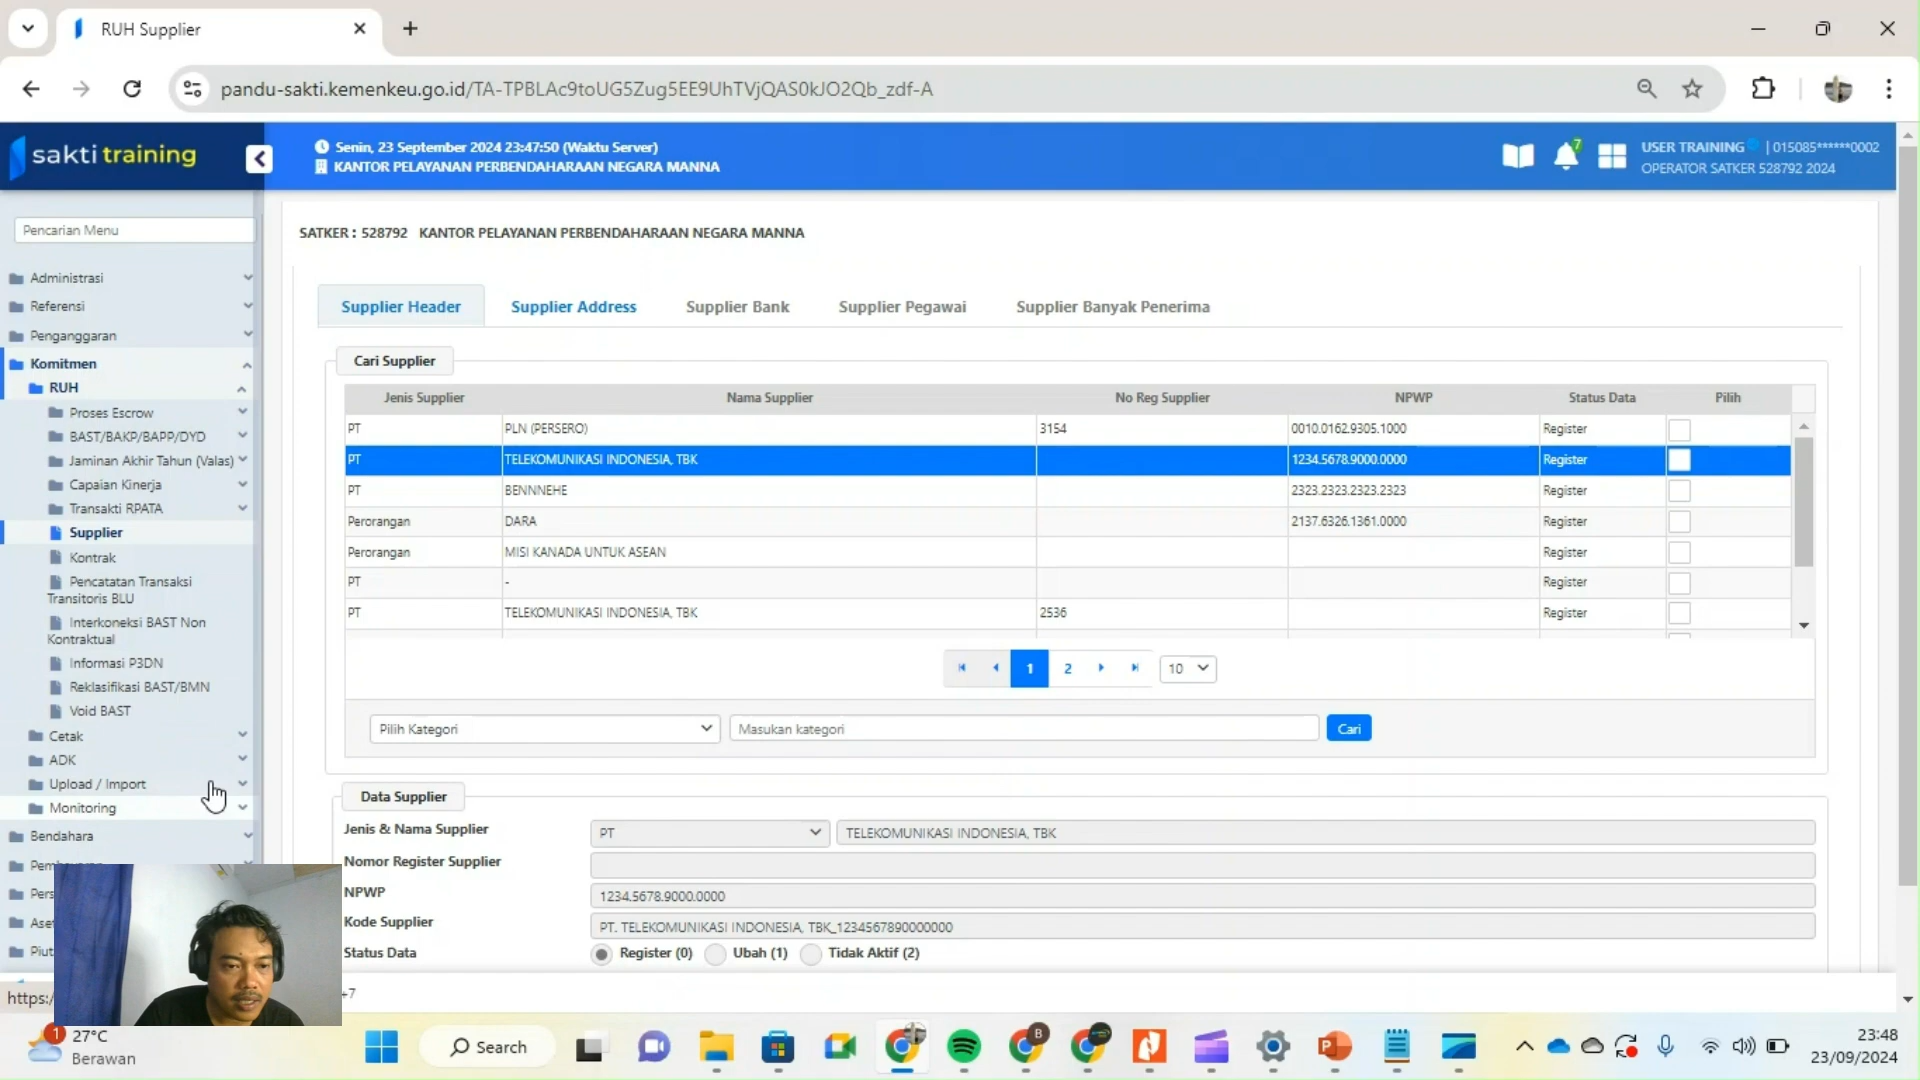 RUH Supplier
pandu-sakti.kemenkeu.go.id/TA-TPBLAc9toUG5Zug5EE9UhTVjQAS0kJO2Qb_zdf-A
sakti training
Senin, 23 September 2024 23:47:50 (Waktu Server)
KANTOR PELAYANAN PERBENDAHARAAN NEGARA MANNA
7
USER TRAINING | 015085******0002
OPERATOR SATKER 528792 2024
Pencarian Menu
Administrasi
Referensi
Penganggaran
Komitmen
RUH
Proses Escrow
BAST/BAKP/BAPP/DYD
Jaminan Akhir Tahun (Valas)
Capaian Kinerja
Transakti RPATA
Supplier
Kontrak
Pencatatan Transaksi
Transitoris BLU
Interkoneksi BAST Non
Kontraktual
Informasi P3DN
Reklasifikasi BAST/BMN
Void BAST
Cetak
ADK
Upload / Import
Monitoring
Bendahara
Pers
Aset
Piut
https:/
SATKER : 528792 KANTOR PELAYANAN PERBENDAHARAAN NEGARA MANNA
Supplier Header Supplier Address Supplier Bank Supplier Pegawai Supplier Banyak Penerima
Cari Supplier
Jenis Supplier Nama Supplier No Reg Supplier NPWP Status Data Pilih
PT PLN (PERSERO) 3154 0010.0162.9305.1000 Register
PT TELEKOMUNIKASI INDONESIA, TBK 1234.5678.9000.0000 Register
PT BENNNEHE 2323.2323.2323.2323 Register
Perorangan DARA 2137.6326.1361.0000 Register
Perorangan MISI KANADA UNTUK ASEAN Register
PT - Register
PT TELEKOMUNIKASI INDONESIA, TBK 2536 Register
1 2 10
Pilih Kategori Masukan kategori Cari
Data Supplier
Jenis & Nama Supplier PT TELEKOMUNIKASI INDONESIA, TBK
Nomor Register Supplier
NPWP 1234.5678.9000.0000
Kode Supplier PT. TELEKOMUNIKASI INDONESIA, TBK_1234567890000000
Status Data Register (0) Ubah (1) Tidak Aktif (2)
+7
1
27°C
Berawan
Search
B
23:48
23/09/2024